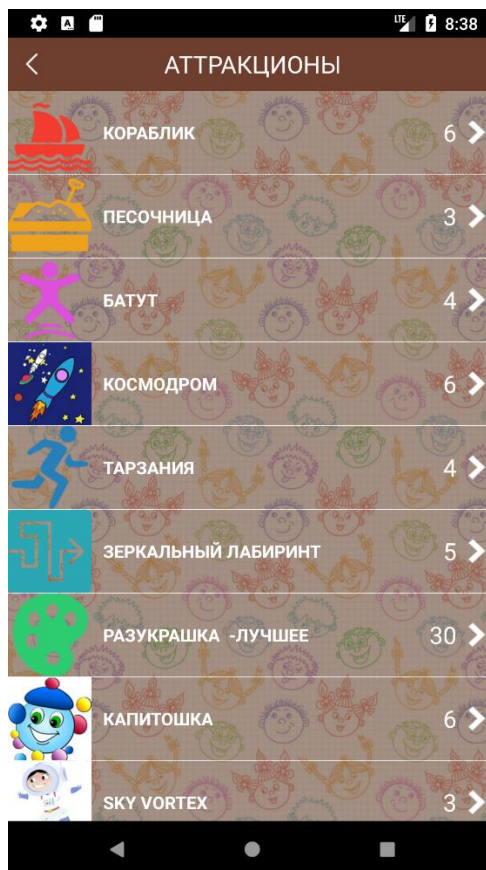 LTE 8:38
АТТРАКЦИОНЫ
КОРАБЛИК 6
ПЕСОЧНИЦА 3
БАТУТ 4
КОСМОДРОМ 6
ТАРЗАНИЯ 4
ЗЕРКАЛЬНЫЙ ЛАБИРИНТ 5
РАЗУКРАШКА -ЛУЧШЕЕ 30
КАПИТОШКА 6
SKY VORTEX 3